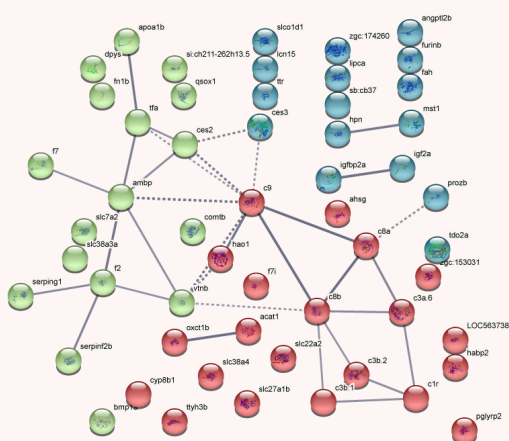 apoa1b
dpys
fn1b
si:ch211-262h13.5
qsox1
slco1d1
lcn15
ttr
ces3
zgc:174260
lipca
sb:cb37
hpn
angptl2b
furinb
fah
mst1
tfa
ces2
f7
ambp
igfbp2a
igf2a
c9
ahsg
prozb
slc7a2
slc38a3a
comtb
hao1
c8a
tdo2a
zgc:153031
serping1
f2
vtnb
f7i
c8b
c3a.6
oxct1b
acat1
LOC563738
habp2
serpinf2b
slc22a2
slc38a4
c3b.2
cyp8b1
slc27a1b
c3b.1
c1r
bmp1a
ttyh3b
pglyrp2